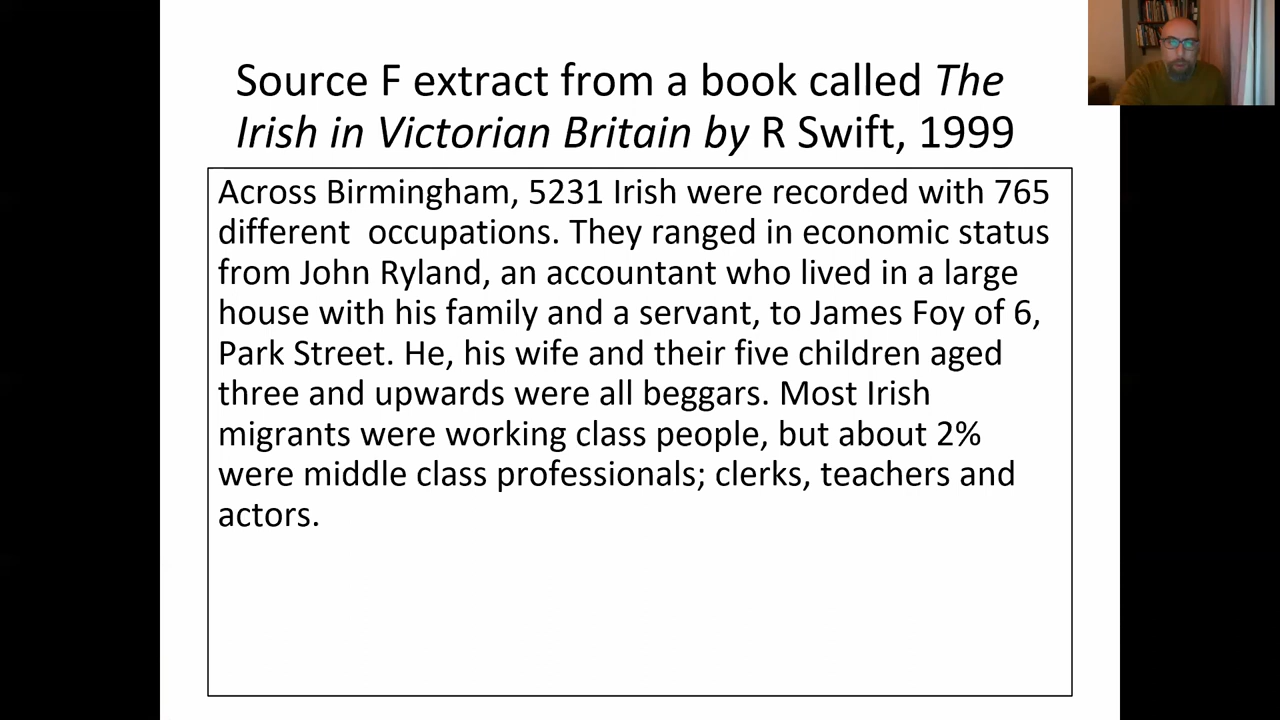 Source F extract from a book called The
Irish in Victorian Britain by R Swift, 1999
Across Birmingham, 5231 Irish were recorded with 765
different  occupations. They ranged in economic status
from John Ryland, an accountant who lived in a large
house with his family and a servant, to James Foy of 6,
Park Street. He, his wife and their five children aged
three and upwards were all beggars. Most Irish
migrants were working class people, but about 2%
were middle class professionals; clerks, teachers and
actors.